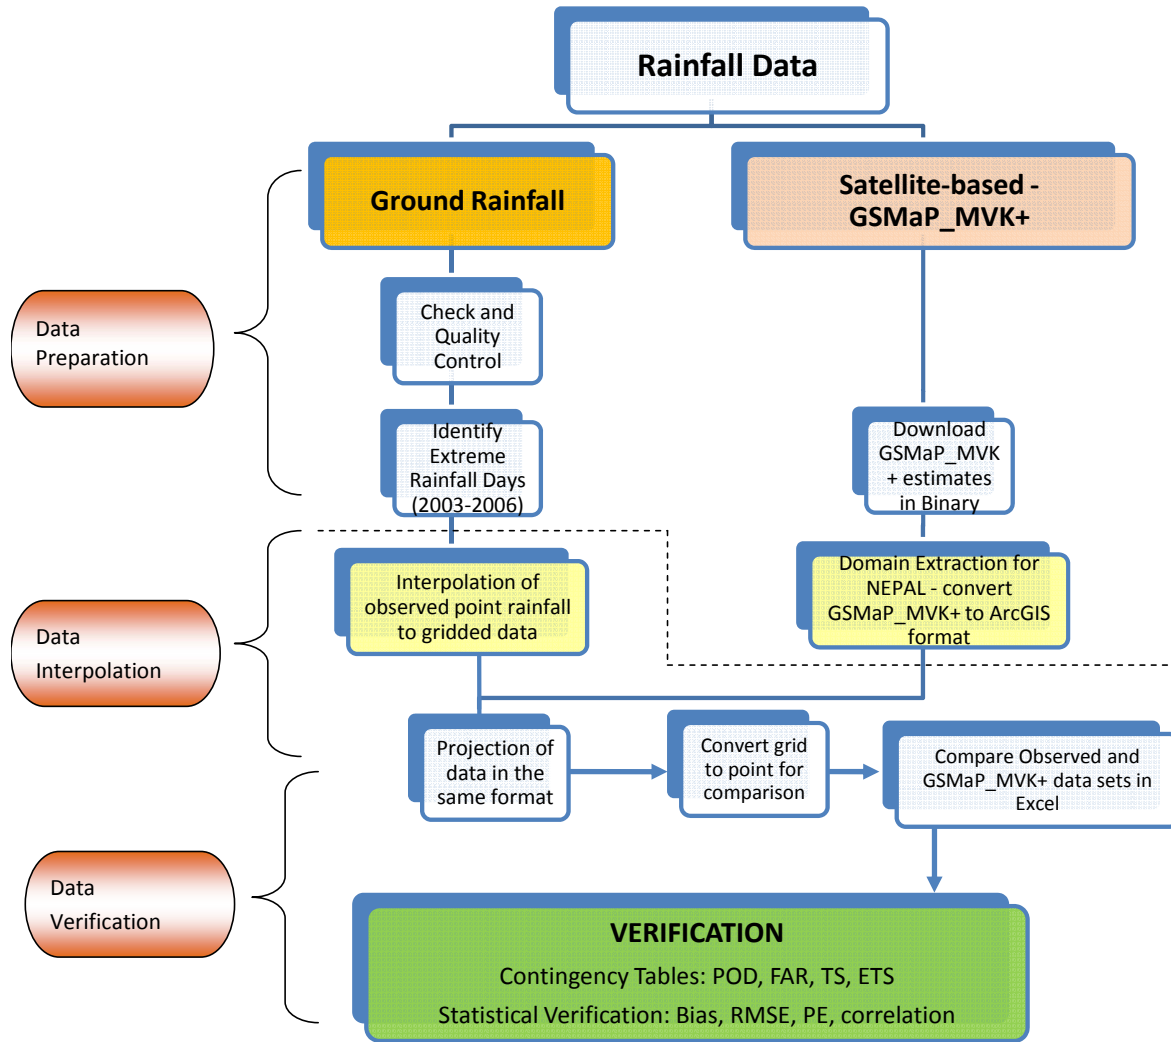 Rainfall Data
Ground Rainfall
Satellite-based -
GSMaP_MVK+
Data
Preparation
Check and
Quality
Control
Identify
Extreme
Rainfall Days
(2003-2006)
Download
GSMaP_MVK
+ estimates
in Binary
Data
Interpolation
Interpolation of
observed point rainfall
to gridded data
Domain Extraction for
NEPAL - convert
GSMaP_MVK+ to ArcGIS
format
Projection of
data in the
same format
Convert grid
to point for
comparison
Compare Observed and
GSMaP_MVK+ data sets in
Excel
Data
Verification
VERIFICATION
Contingency Tables: POD, FAR, TS, ETS
Statistical Verification: Bias, RMSE, PE, correlation